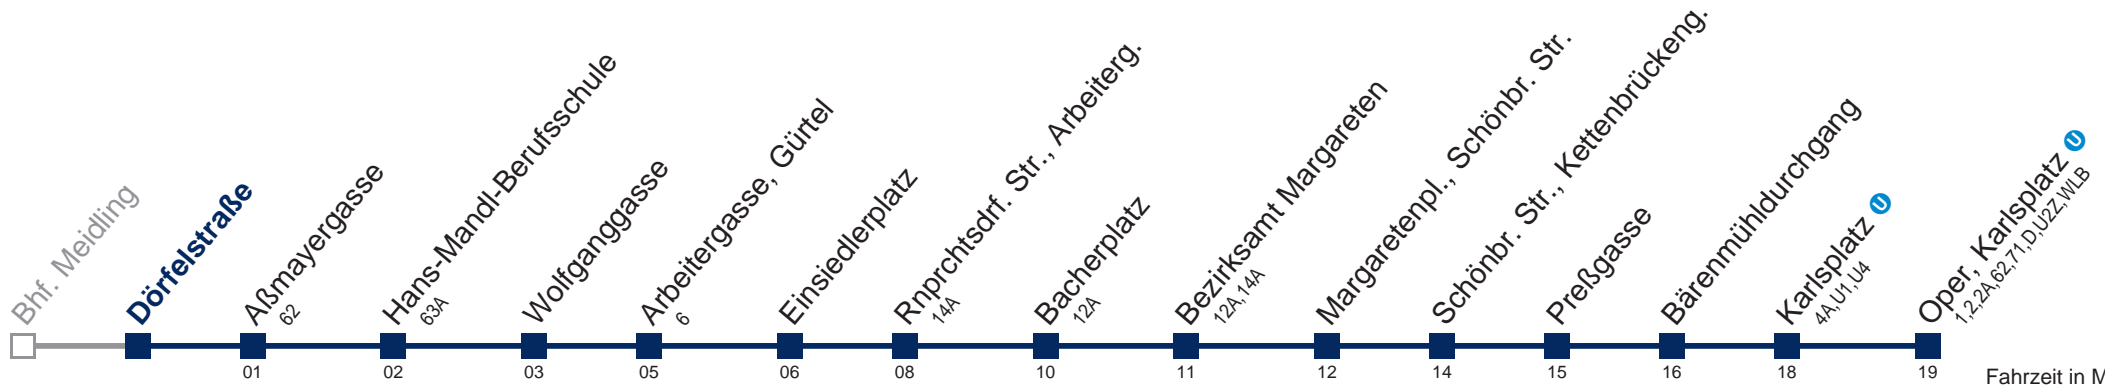 Bhf. Meidling
Dörfelstraße
Aßmayergasse
62
Hans-Mandl-Berufsschule
63A
Wolfganggasse
Arbeitergasse, Gürtel
6
Einsiedlerplatz
Rnprchtsdrf. Str., Arbeiterg.
14A
Bacherplatz
12A
Bezirksamt Margareten
12A,14A
Margaretenpl., Schönbr. Str.
Schönbr. Str., Kettenbrückeng.
Preßgasse
Bärenmühldurchgang
Karlsplatz U
4A,U1,U4
Oper, Karlsplatz U
1,2,2A,62,71,D,U2Z,WLB
01 02 03 05 06 08 10 11 12 14 15 16 18 19
Fahrzeit in M